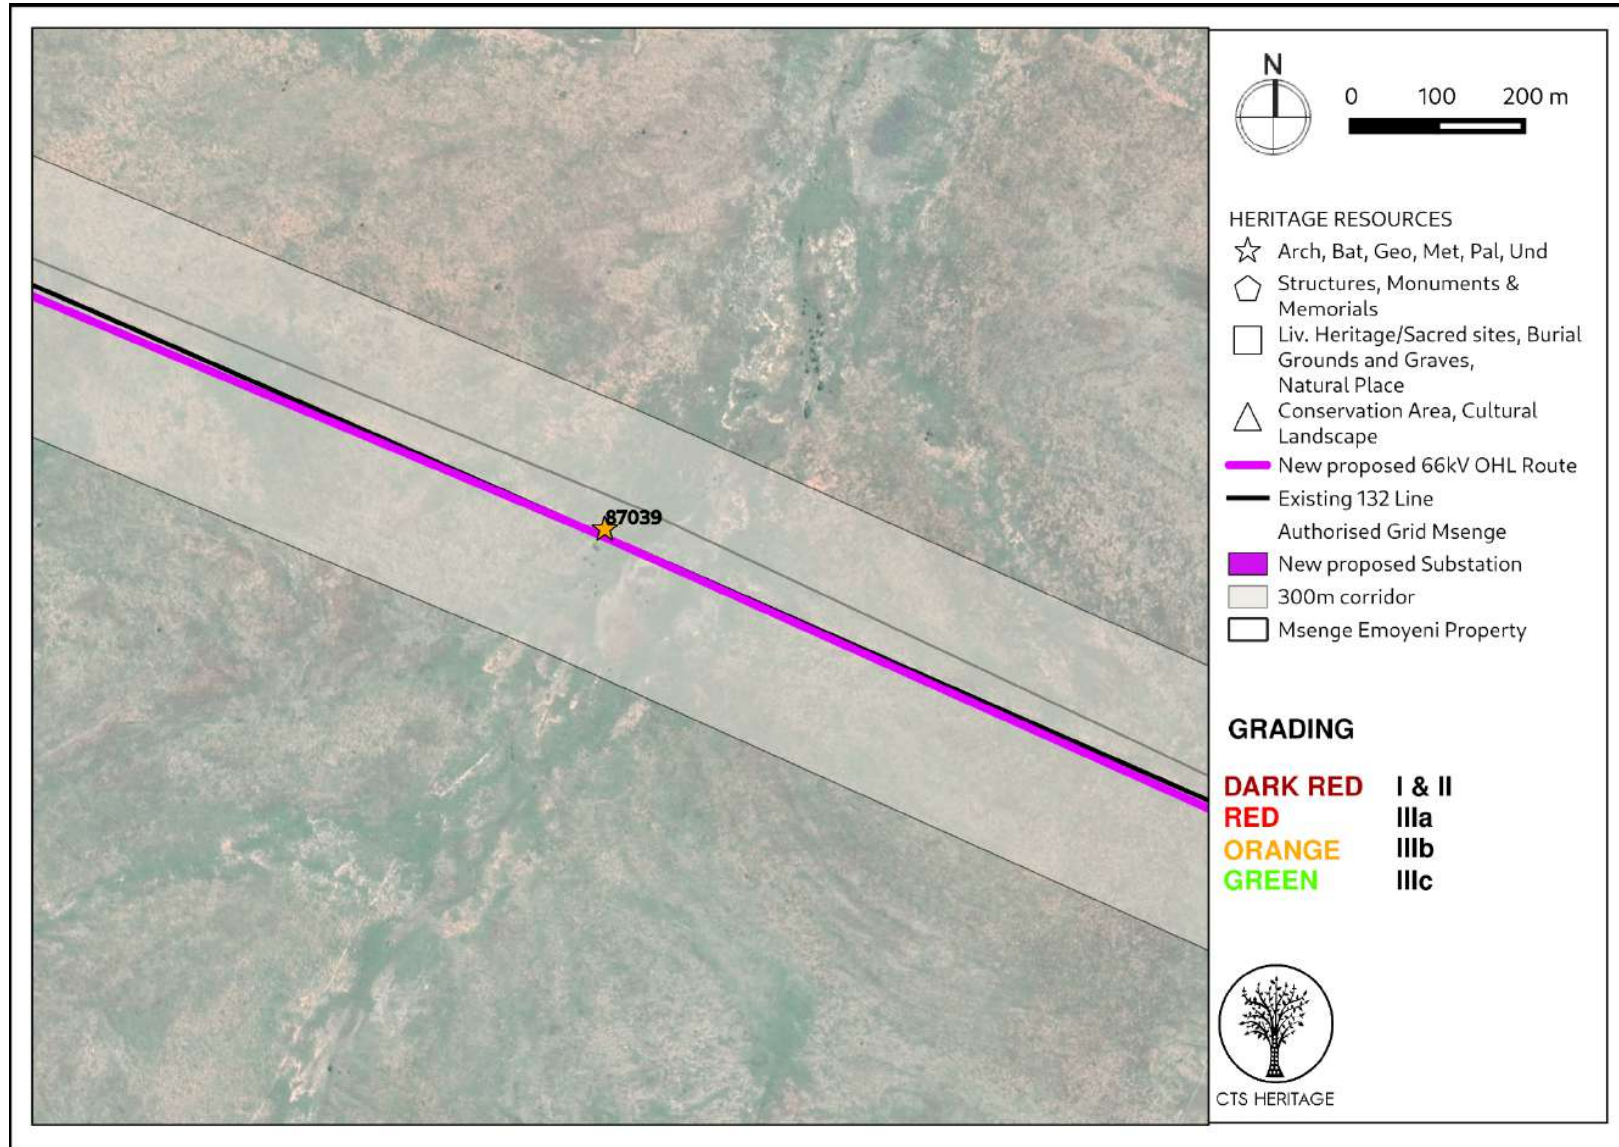 87039
N
0 100 200 m
HERITAGE RESOURCES
Arch, Bat, Geo, Met, Pal, Und
Structures, Monuments &
Memorials
Liv. Heritage/Sacred sites, Burial
Grounds and Graves,
Natural Place
Conservation Area, Cultural
Landscape
New proposed 66kV OHL Route
Existing 132 Line
Authorised Grid Msenge
New proposed Substation
300m corridor
Msenge Emoyeni Property
GRADING
DARK RED I & II
RED IIIa
ORANGE IIIb
GREEN IIIc
CTS HERITAGE